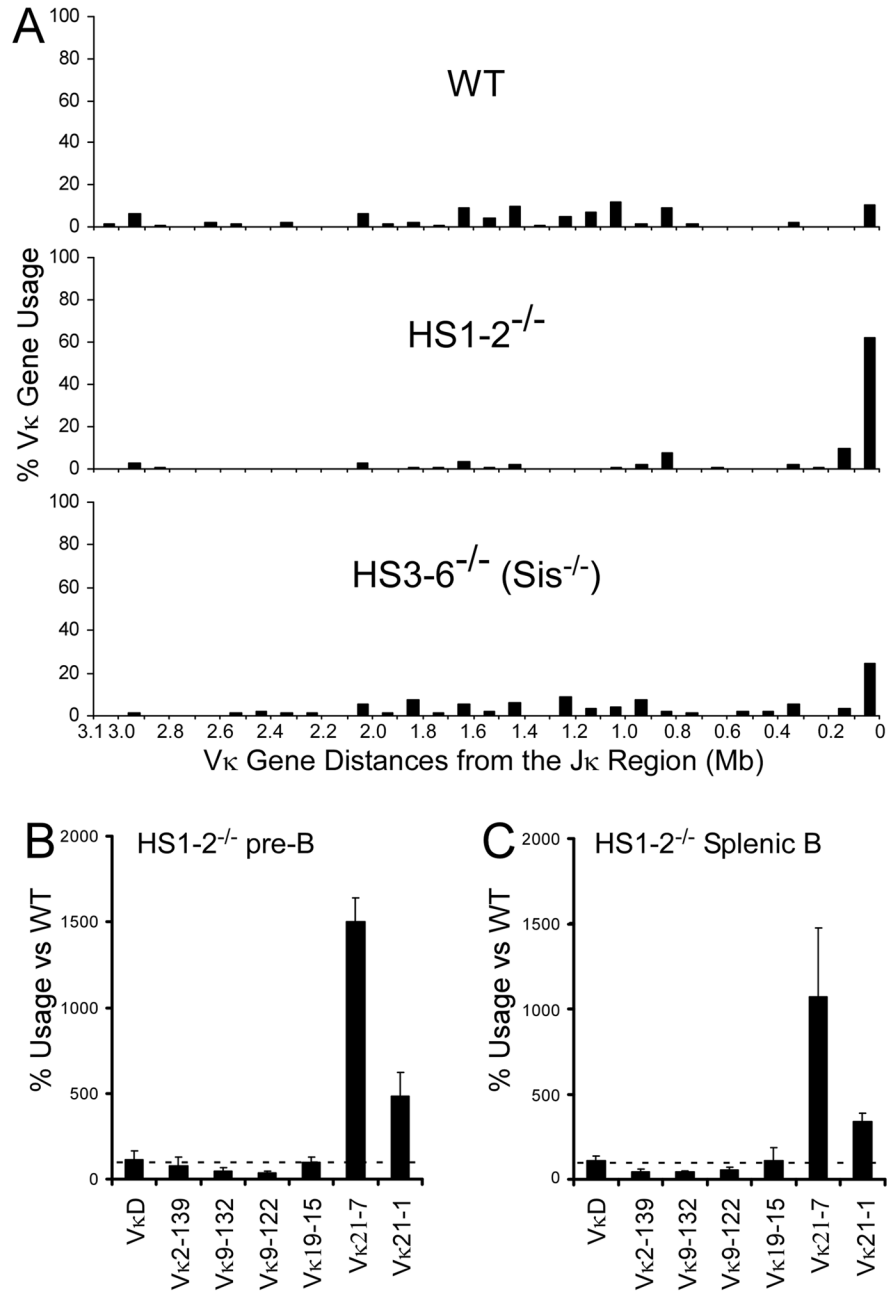 A
100
80
60
40
20
0
WT
100
80
60
40
20
0
HS1-2-/-
% Vκ Gene Usage
100
80
60
40
20
0
HS3-6-/- (Sis-/-)
3.1 3.0 2.8 2.6 2.4 2.2 2.0 1.8 1.6 1.4 1.2 1.0 0.8 0.6 0.4 0.2 0
Vκ Gene Distances from the Jκ Region (Mb)
B
HS1-2-/- pre-B
% Usage vs WT
2000
1500
1000
500
0
VκD
Vκ2-139
Vκ9-132
Vκ9-122
Vκ19-15
Vκ21-7
Vκ21-1
C
HS1-2-/- Splenic B
% Usage vs WT
2000
1500
1000
500
0
VκD
Vκ2-139
Vκ9-132
Vκ9-122
Vκ19-15
Vκ21-7
Vκ21-1